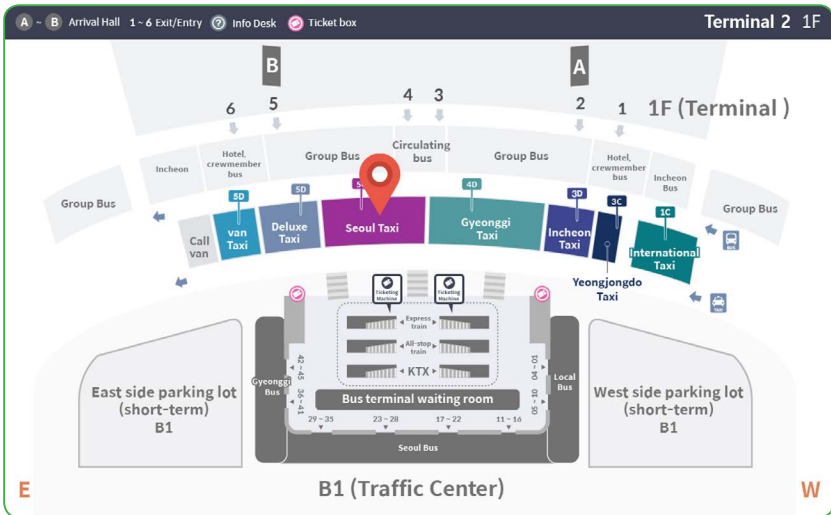 A ~ B Arrival Hall 1 ~ 6 Exit/Entry ? Info Desk Ticket box
Terminal 2 1F
B
A
6
5
4
3
2
1
1F (Terminal )
Group Bus
Incheon
Hotel,
crewmember
bus
Group Bus
Circulating
bus
Group Bus
Hotel,
crewmember
bus
Incheon
Bus
Group Bus
5D
5D
4D
3D
3C
1C
Call
van
van
Taxi
Deluxe
Taxi
Seoul Taxi
Gyeonggi
Taxi
Incheon
Taxi
Yeongjongdo
Taxi
International
Taxi
BUS
TAXI
Ticketing
Machine
Ticketing
Machine
Express
train
All-stop
train
KTX
Bus terminal waiting room
42 ~ 45
36 ~ 41
29 ~ 35
23 ~ 28
17 ~ 22
11 ~ 16
05 ~ 10
04 ~ 01
Gyeonggi
Bus
Local
Bus
Seoul Bus
East side parking lot
(short-term)
B1
West side parking lot
(short-term)
B1
E
B1 (Traffic Center)
W